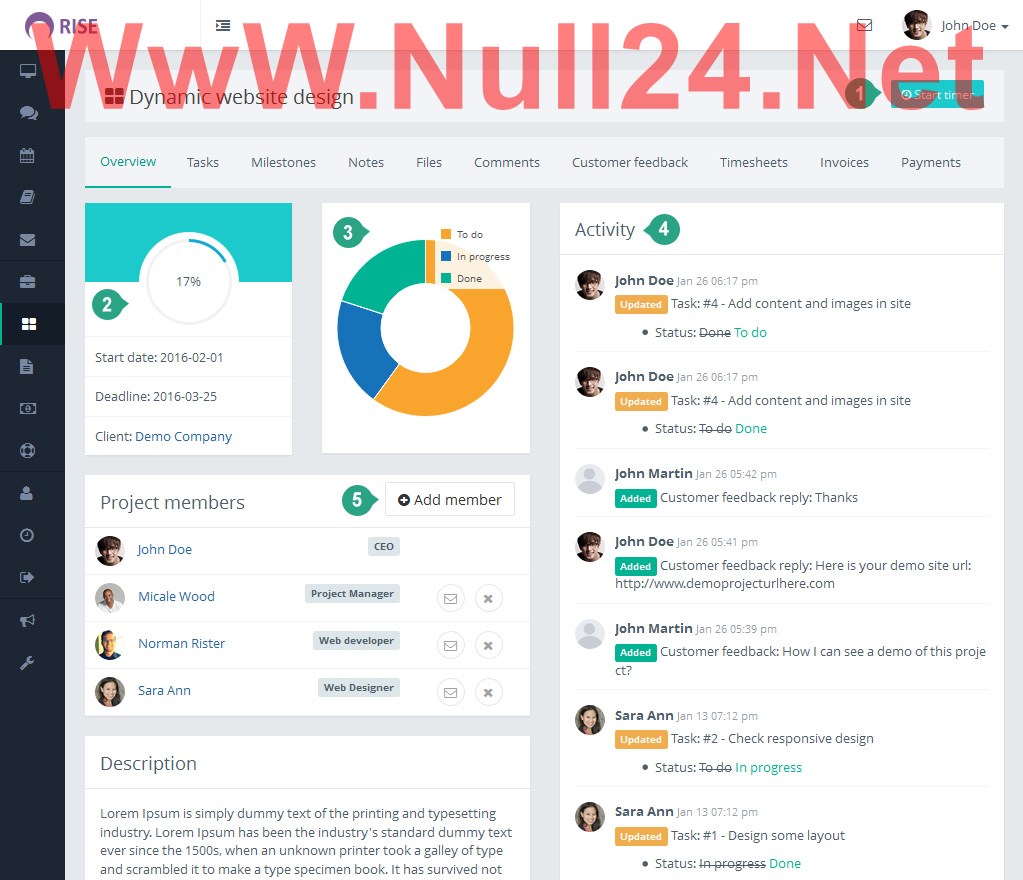 RISE
John Doe
WwW.Null24.Net
Dynamic website design
1
Start timer
Overview
Tasks
Milestones
Notes
Files
Comments
Customer feedback
Timesheets
Invoices
Payments
17%
2
Start date: 2016-02-01
Deadline: 2016-03-25
Client: Demo Company
3
To do
In progress
Done
Project members
5
Add member
John Doe
CEO
Micale Wood
Project Manager
Norman Rister
Web developer
Sara Ann
Web Designer
Description
Lorem Ipsum is simply dummy text of the printing and typesetting
industry. Lorem Ipsum has been the industry's standard dummy text
ever since the 1500s, when an unknown printer took a galley of type
and scrambled it to make a type specimen book. It has survived not
Activity
4
John Doe Jan 26 06:17 pm
Updated Task: #4 - Add content and images in site
• Status: Done To do
John Doe Jan 26 06:17 pm
Updated Task: #4 - Add content and images in site
• Status: To do Done
John Martin Jan 26 05:42 pm
Added Customer feedback reply: Thanks
John Doe Jan 26 05:41 pm
Added Customer feedback reply: Here is your demo site url:
http://www.demoprojecturlhere.com
John Martin Jan 26 05:39 pm
Added Customer feedback: How I can see a demo of this proje
ct?
Sara Ann Jan 13 07:12 pm
Updated Task: #2 - Check responsive design
• Status: To do In progress
Sara Ann Jan 13 07:12 pm
Updated Task: #1 - Design some layout
• Status: In progress Done